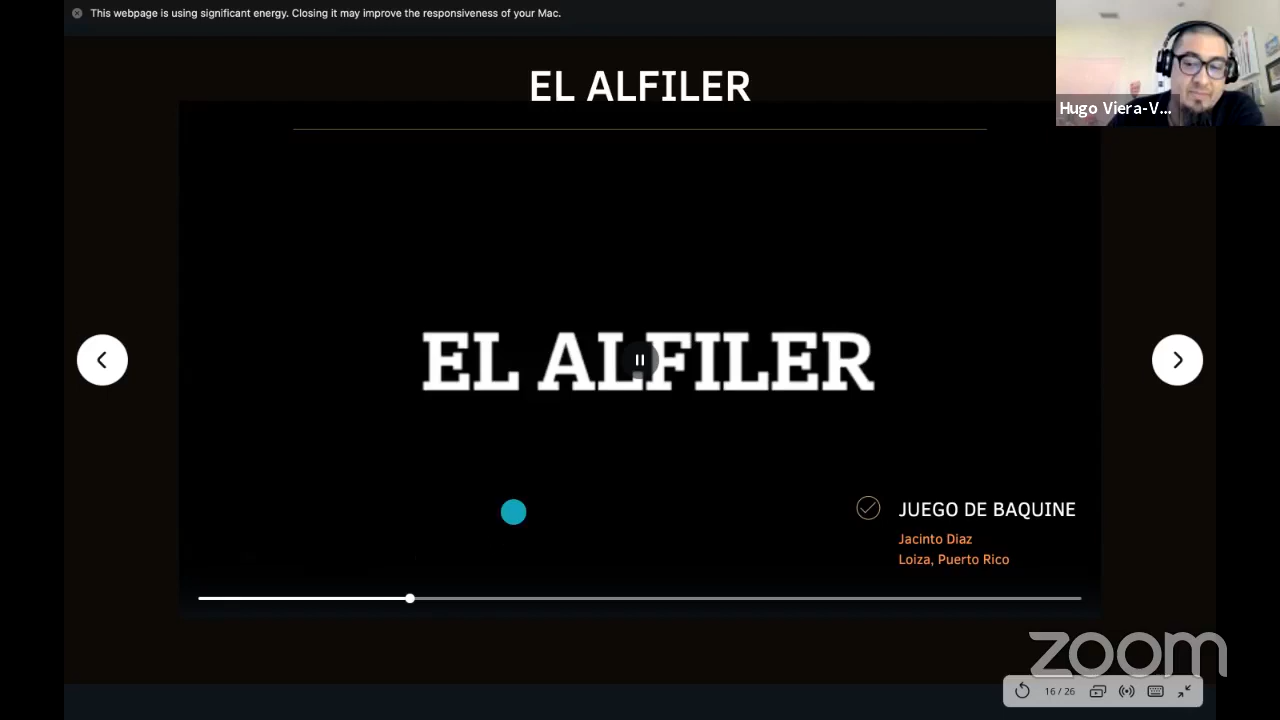 This webpage is using significant energy. Closing it may improve the responsiveness of your Mac.
EL ALFILER
Hugo Viera-V...
EL ALFILER
JUEGO DE BAQUINE
Jacinto Diaz
Loiza, Puerto Rico
zoom
16 / 26